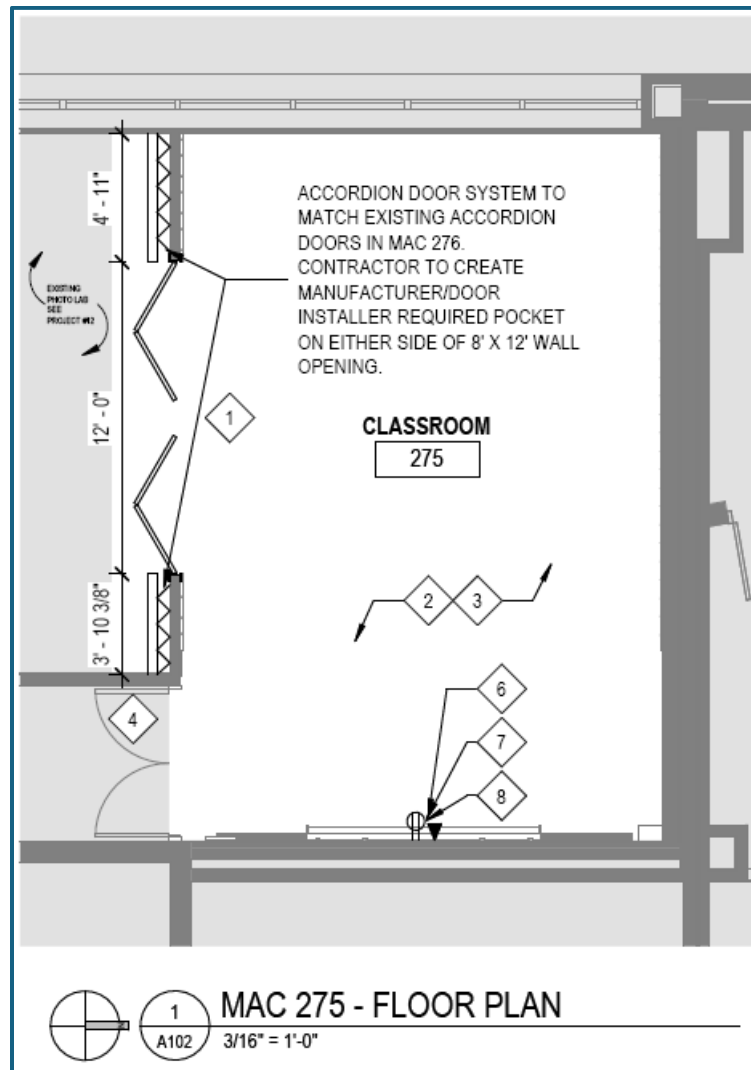 4' - 11"
ACCORDION DOOR SYSTEM TO
MATCH EXISTING ACCORDION
DOORS IN MAC 276.
CONTRACTOR TO CREATE
MANUFACTURER/DOOR
INSTALLER REQUIRED POCKET
ON EITHER SIDE OF 8' X 12' WALL
OPENING.
EXISTING
PHOTO LAB
SEE
PROJECT #12
12' - 0"
1
CLASSROOM
275
3' - 10 3/8"
2
3
4
6
7
8
1
A102
MAC 275 - FLOOR PLAN
3/16" = 1'-0"